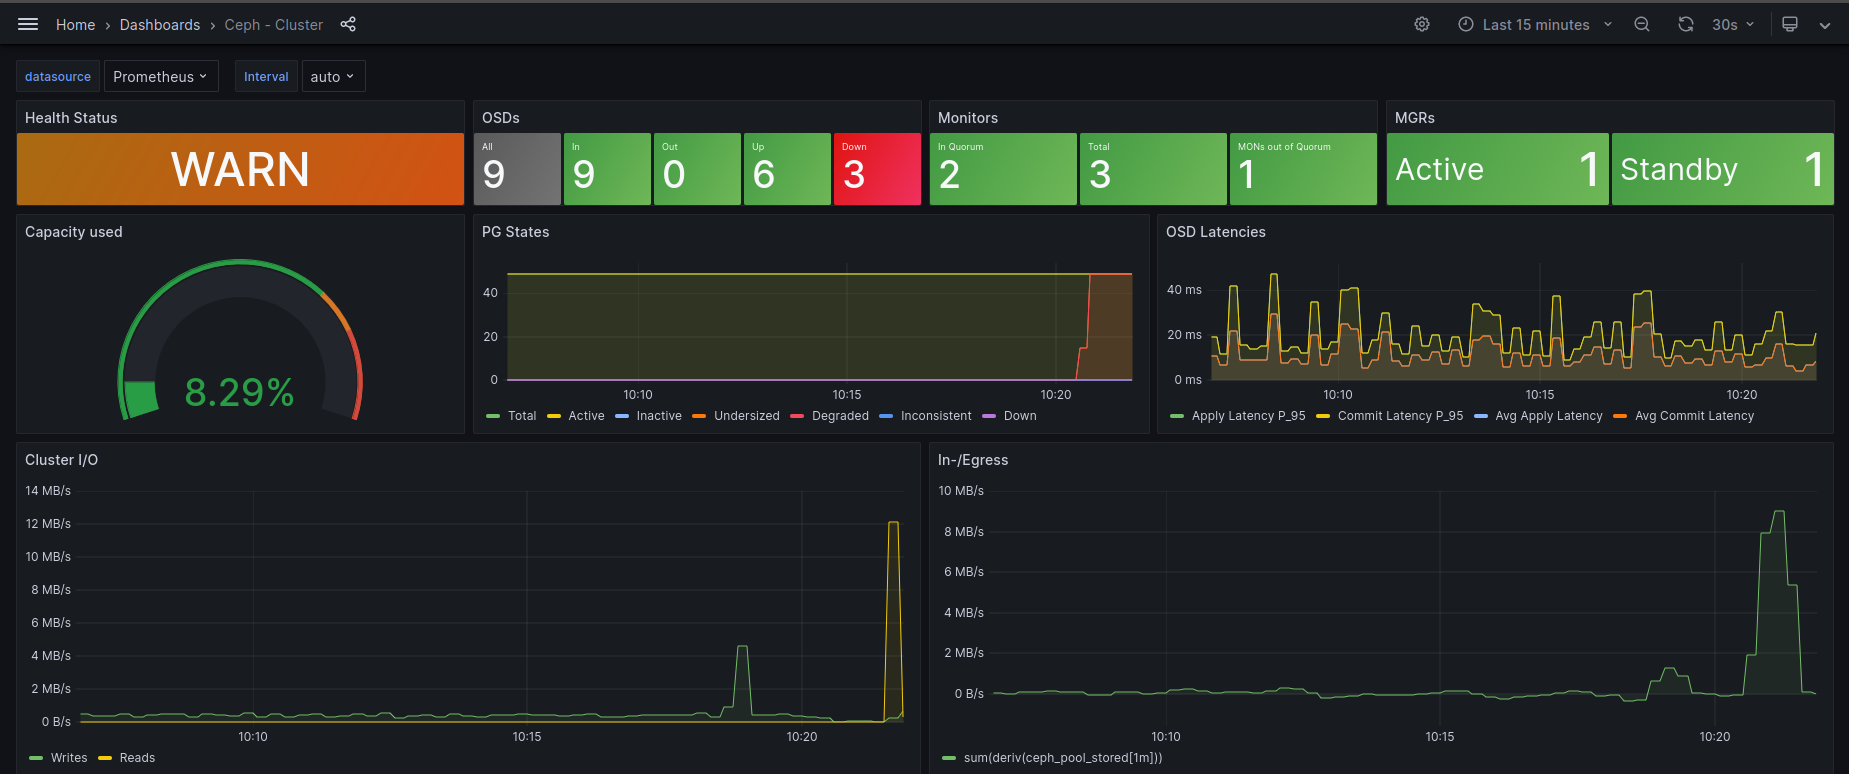 Home › Dashboards › Ceph - Cluster
Last 15 minutes
30s
datasource
Prometheus
Interval
auto
Health Status
WARN
OSDs
All
9
In
9
Out
0
Up
6
Down
3
Monitors
In Quorum
2
Total
3
MONs out of Quorum
1
MGRs
Active 1
Standby 1
Capacity used
8.29%
PG States
40
20
0
10:10 10:15 10:20
Total Active Inactive Undersized Degraded Inconsistent Down
OSD Latencies
40 ms
20 ms
0 ms
10:10 10:15 10:20
Apply Latency P_95 Commit Latency P_95 Avg Apply Latency Avg Commit Latency
Cluster I/O
14 MB/s
12 MB/s
10 MB/s
8 MB/s
6 MB/s
4 MB/s
2 MB/s
0 B/s
10:10 10:15 10:20
Writes Reads
In-/Egress
10 MB/s
8 MB/s
6 MB/s
4 MB/s
2 MB/s
0 B/s
10:10 10:15 10:20
sum(deriv(ceph_pool_stored[1m]))